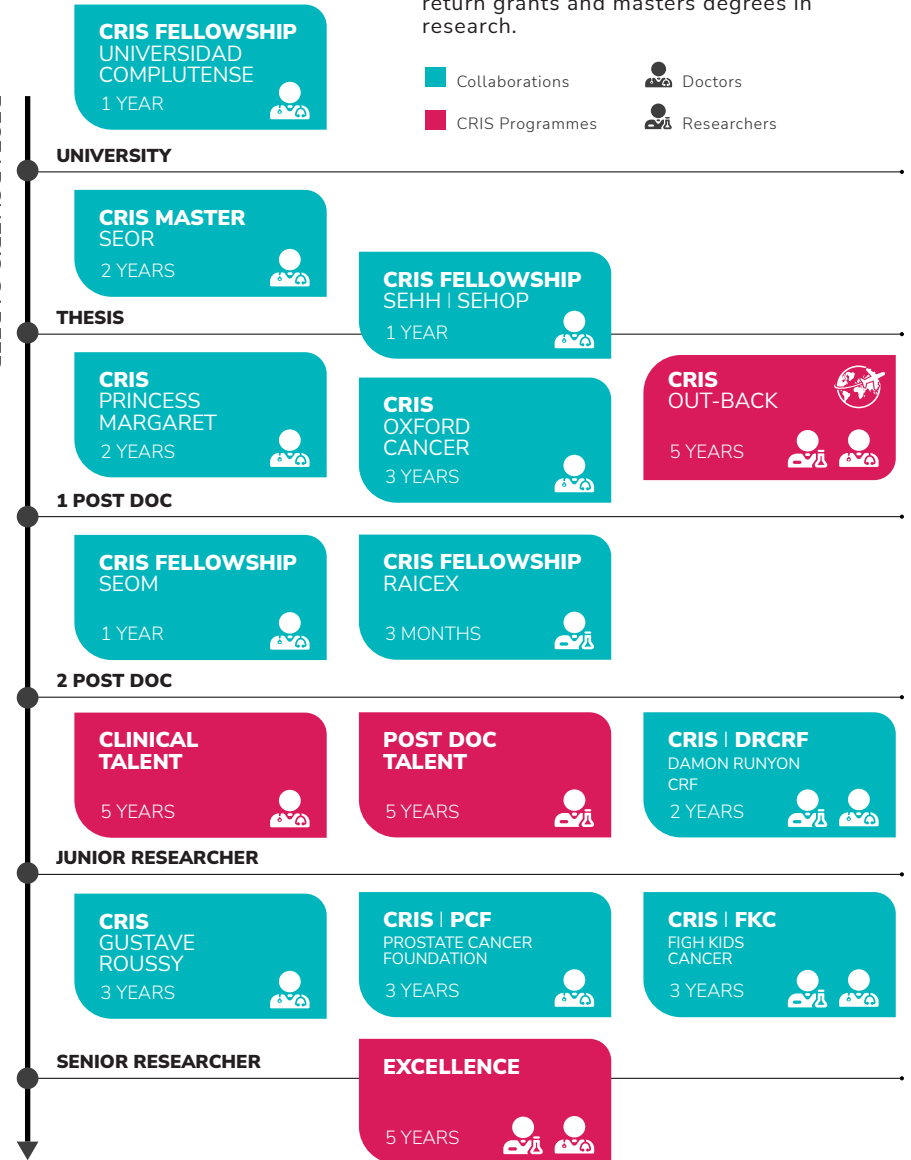 return grants and masters degrees in
research.
Collaborations
Doctors
CRIS Programmes
Researchers
CRIS FELLOWSHIP
UNIVERSIDAD
COMPLUTENSE
1 YEAR
UNIVERSITY
CRIS MASTER
SEOR
2 YEARS
CRIS FELLOWSHIP
SEHH | SEHOP
1 YEAR
THESIS
CRIS
PRINCESS
MARGARET
2 YEARS
CRIS
OXFORD
CANCER
3 YEARS
CRIS
OUT-BACK
5 YEARS
1 POST DOC
CRIS FELLOWSHIP
SEOM
1 YEAR
CRIS FELLOWSHIP
RAICEX
3 MONTHS
2 POST DOC
CLINICAL
TALENT
5 YEARS
POST DOC
TALENT
5 YEARS
CRIS | DRCRF
DAMON RUNYON
CRF
2 YEARS
JUNIOR RESEARCHER
CRIS
GUSTAVE
ROUSSY
3 YEARS
CRIS | PCF
PROSTATE CANCER
FOUNDATION
3 YEARS
CRIS | FKC
FIGH KIDS
CANCER
3 YEARS
SENIOR RESEARCHER
EXCELLENCE
5 YEARS